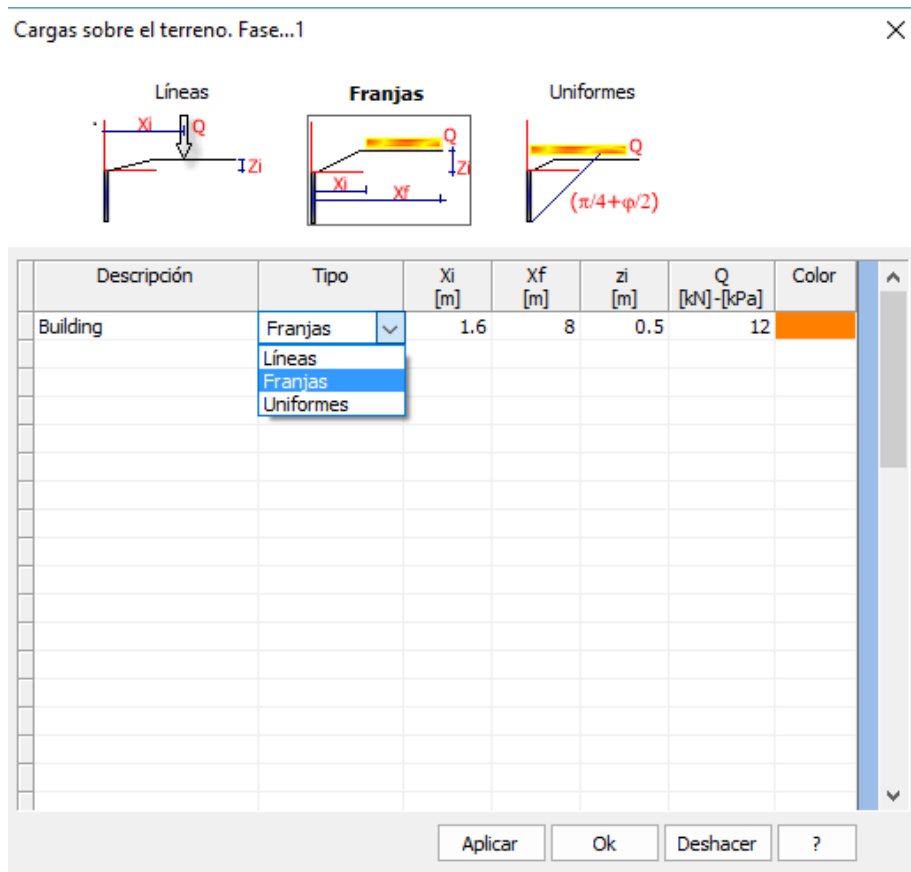 Cargas sobre el terreno. Fase...1
Líneas
Franjas
Uniformes
Xi Q
Zi
Q
Zi
Xi
Xf
Q
(π/4+φ/2)
Descripción Tipo Xi [m] Xf [m] zi [m] Q [kN]-[kPa] Color
Building Franjas 1.6 8 0.5 12
Líneas
Franjas
Uniformes
Aplicar Ok Deshacer ?